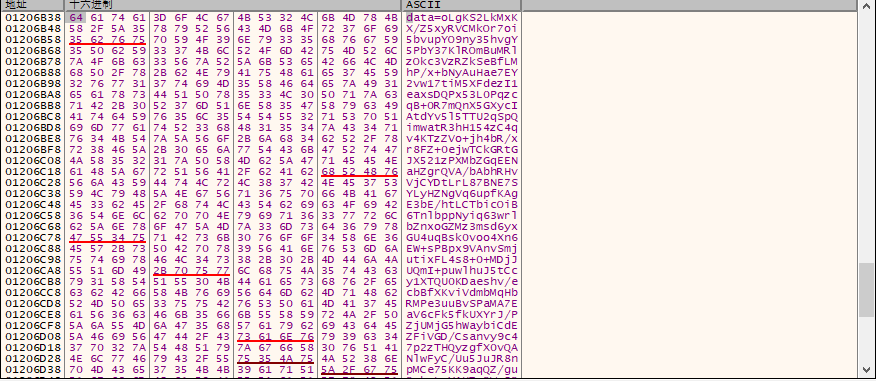 地址 十六进制 ASCII
01206B38 64 61 74 61 3D 6F 4C 67 4B 53 32 4C 6B 4D 78 4B data=oLgKS2LkMxK
01206B48 58 2F 5A 35 78 79 52 56 43 4D 6B 4F 72 37 6F 69 X/Z5xyRVCMkOr7oi
01206B58 35 62 76 75 70 59 4F 39 6E 79 33 35 68 76 67 59 5bvupYO9ny35hvgY
01206B68 35 50 62 59 33 37 4B 6C 52 4F 6D 42 75 4D 52 6C 5PbY37KlROmBuMRl
01206B78 7A 4F 6B 63 33 56 7A 52 5A 6B 53 65 42 66 4C 4D zOkc3VzRZkSeBfLM
01206B88 68 50 2F 78 2B 62 4E 79 41 75 48 61 65 37 45 59 hP/x+bNyAuHae7EY
01206B98 32 76 77 31 37 74 69 4D 35 58 46 64 65 7A 49 31 2vw17tiM5XFdezI1
01206BA8 65 61 78 73 44 51 50 78 35 33 4C 30 50 71 7A 63 eaxsDQPx53L0Pqzc
01206BB8 71 42 2B 30 52 37 6D 51 6E 58 35 47 58 79 63 49 qB+0R7mQnX5GXycI
01206BC8 41 74 64 59 76 35 6C 35 54 54 55 32 71 53 70 51 AtdYv5l5TTU2qSpQ
01206BD8 69 6D 77 61 74 52 33 68 48 31 35 34 7A 43 34 71 imwatR3hH154zC4q
01206BE8 76 34 4B 54 7A 5A 56 6F 2B 6A 68 34 62 52 2F 78 v4KTzZVo+jh4bR/x
01206BF8 72 38 46 5A 2B 30 65 6A 77 54 43 6B 47 52 74 47 r8FZ+0ejwTCkGRtG
01206C08 4A 58 35 32 31 7A 50 58 4D 62 5A 47 71 45 45 4E JX521zPXMbZGqEEN
01206C18 61 48 5A 67 72 51 56 41 2F 62 41 62 68 52 48 76 aHZgrQVA/bAbhRHv
01206C28 56 6A 43 59 44 74 4C 72 4C 38 37 42 4E 45 37 53 VjCYDtLrL87BNE7S
01206C38 59 4C 79 48 5A 4E 67 56 71 36 75 70 66 4B 41 67 YLyHZNgVq6upfKAg
01206C48 45 33 62 45 2F 68 74 4C 43 54 62 69 63 4F 69 42 E3bE/htLCTbicOiB
01206C58 36 54 6E 6C 62 70 70 4E 79 69 71 36 33 77 72 6C 6TnlbppNyiq63wrl
01206C68 62 5A 6E 78 6F 47 5A 4D 7A 33 6D 73 64 36 79 78 bZnxoGZMz3msd6yx
01206C78 47 55 34 75 71 42 73 6B 30 76 6F 6F 34 58 6E 36 GU4uqBsk0voo4Xn6
01206C88 45 57 2B 73 50 42 70 78 39 56 41 6E 76 53 6D 6A EW+sPBpx9VAnvSmj
01206C98 75 74 69 78 46 4C 34 73 38 2B 30 2B 4D 44 6A 4A utixFL4s8+0+MDjJ
01206CA8 55 51 6D 49 2B 70 75 77 6C 68 75 4A 35 74 43 63 UQmI+puwlhuJ5tCc
01206CB8 79 31 58 54 51 55 30 4B 44 61 65 73 68 76 2F 65 y1XTQU0KDaeshv/e
01206CC8 63 62 42 66 58 4B 76 69 56 64 6D 62 4D 71 48 62 cbBfXKviVdmbMqHb
01206CD8 52 4D 50 65 33 75 75 42 76 53 50 61 4D 41 37 45 RMPe3uuBvSPaMA7E
01206CE8 61 56 36 63 46 6B 35 66 6B 55 58 59 72 4A 2F 50 aV6cFk5fkUXYrJ/P
01206CF8 5A 6A 55 4D 6A 47 35 68 57 61 79 62 69 43 64 45 ZjUMjG5hWaybiCdE
01206D08 5A 46 69 56 47 44 2F 43 73 61 6E 76 79 39 63 34 ZFiVGD/Csanvy9c4
01206D18 37 70 32 7A 54 48 51 79 7A 67 66 58 30 76 51 41 7p2zTHQyzgfX0vQA
01206D28 4E 6C 77 46 79 43 2F 55 75 35 4A 75 4A 52 38 6E NlwFyC/Uu5JuJR8n
01206D38 70 4D 43 65 37 35 4B 4B 39 61 71 51 5A 2F 67 75 pMCe75KK9aqQZ/gu